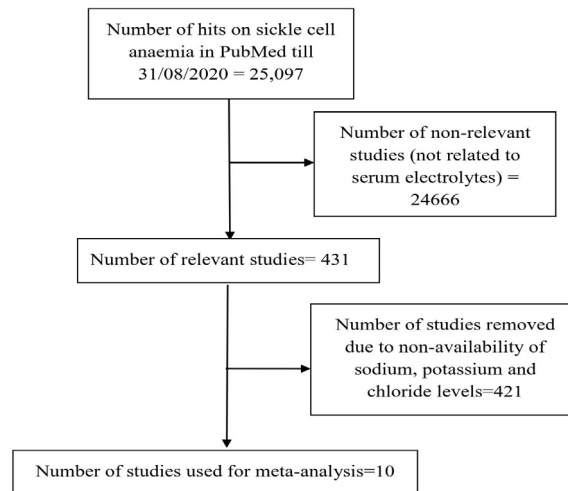 Number of hits on sickle cell
anaemia in PubMed till
31/08/2020 = 25,097
Number of non-relevant
studies (not related to
serum electrolytes) =
24666
Number of relevant studies= 431
Number of studies removed
due to non-availability of
sodium, potassium and
chloride levels=421
Number of studies used for meta-analysis=10